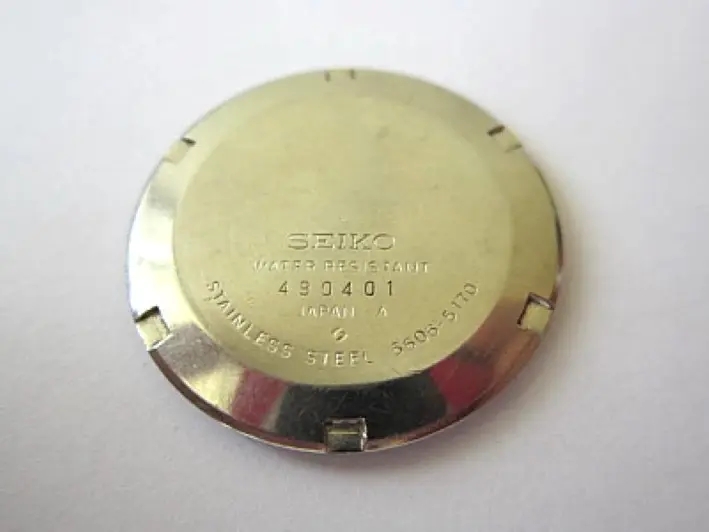 SEIKO
WATER RESISTANT
490401
JAPAN A
STAINLESS STEEL 5606-5170